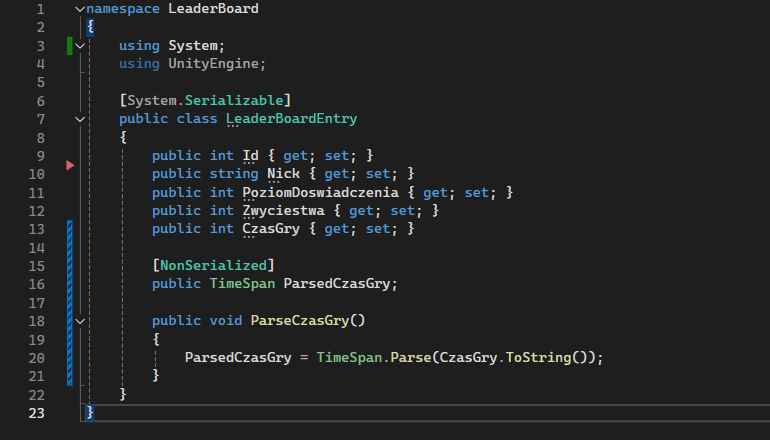 1 namespace LeaderBoard
2 {
3 using System;
4 using UnityEngine;
5
6 [System.Serializable]
7 public class LeaderBoardEntry
8 {
9 public int Id { get; set; }
10 public string Nick { get; set; }
11 public int PoziomDoswiadczenia { get; set; }
12 public int Zwyciestwa { get; set; }
13 public int CzasGry { get; set; }
14
15 [NonSerialized]
16 public TimeSpan ParsedCzasGry;
17
18 public void ParseCzasGry()
19 {
20 ParsedCzasGry = TimeSpan.Parse(CzasGry.ToString());
21 }
22 }
23 }